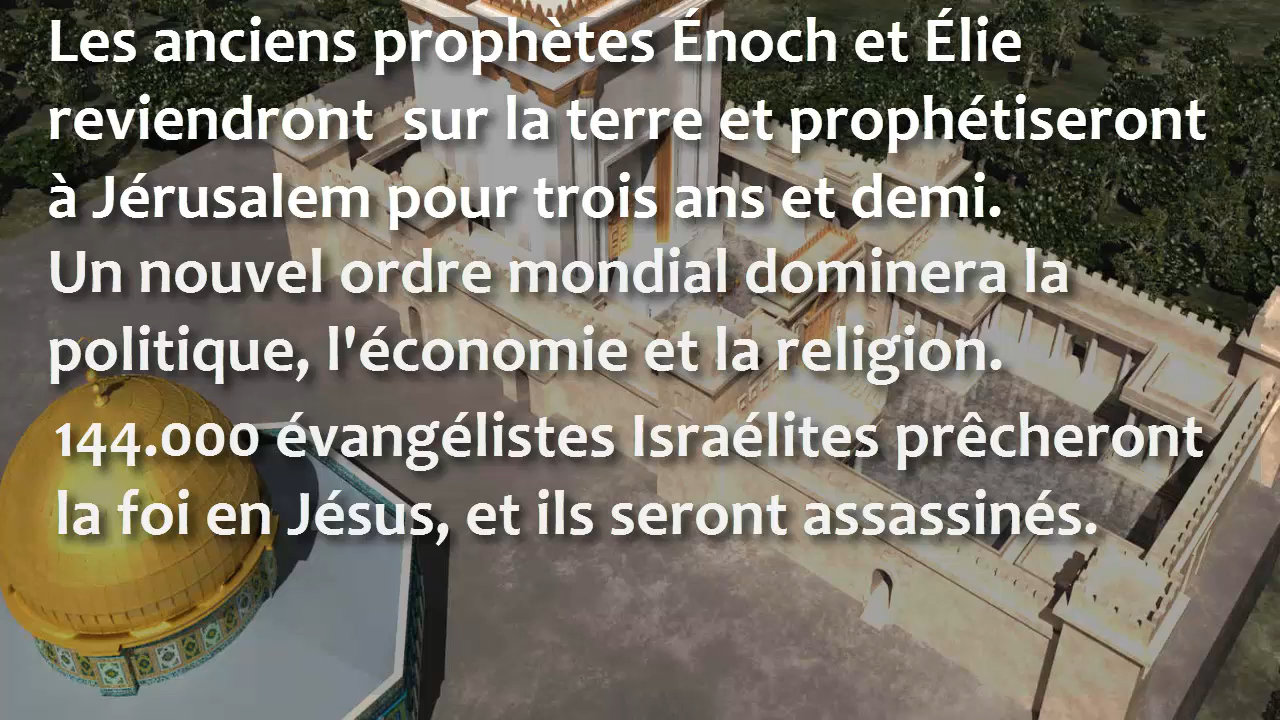 Les anciens prophètes Énoch et Élie
reviendront  sur la terre et prophétiseront
à Jérusalem pour trois ans et demi.
Un nouvel ordre mondial dominera la
politique, l'économie et la religion.
144.000 évangélistes Israélites prêcheront
la foi en Jésus, et ils seront assassinés.